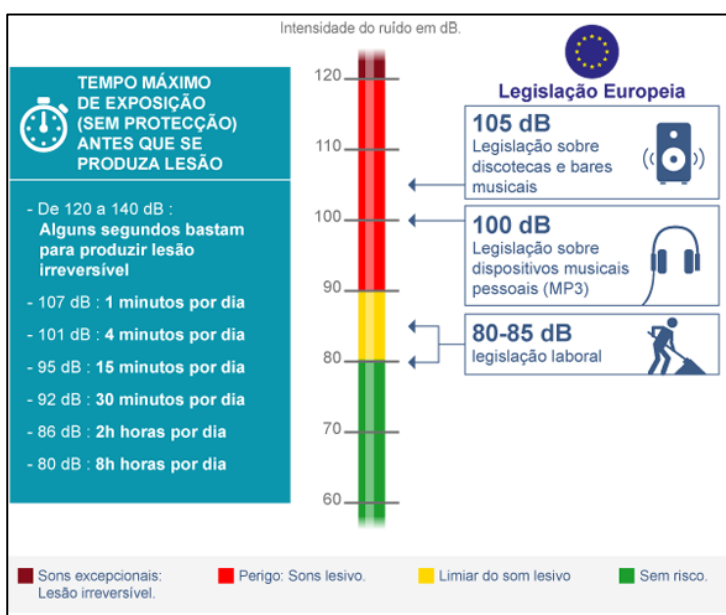 Intensidade do ruído em dB.
TEMPO MÁXIMO
DE EXPOSIÇÃO
(SEM PROTECÇÃO)
ANTES QUE SE
PRODUZA LESÃO
- De 120 a 140 dB :
Alguns segundos bastam
para produzir lesão
irreversível
- 107 dB : 1 minutos por dia
- 101 dB : 4 minutos por dia
- 95 dB : 15 minutos por dia
- 92 dB : 30 minutos por dia
- 86 dB : 2h horas por dia
- 80 dB : 8h horas por dia
120
110
100
90
80
70
60
Legislação Europeia
105 dB
Legislação sobre
discotecas e bares
musicais
100 dB
Legislação sobre
dispositivos musicais
pessoais (MP3)
80-85 dB
legislação laboral
Sons excepcionais:
Lesão irreversível.
Perigo: Sons lesivo.
Limiar do som lesivo
Sem risco.